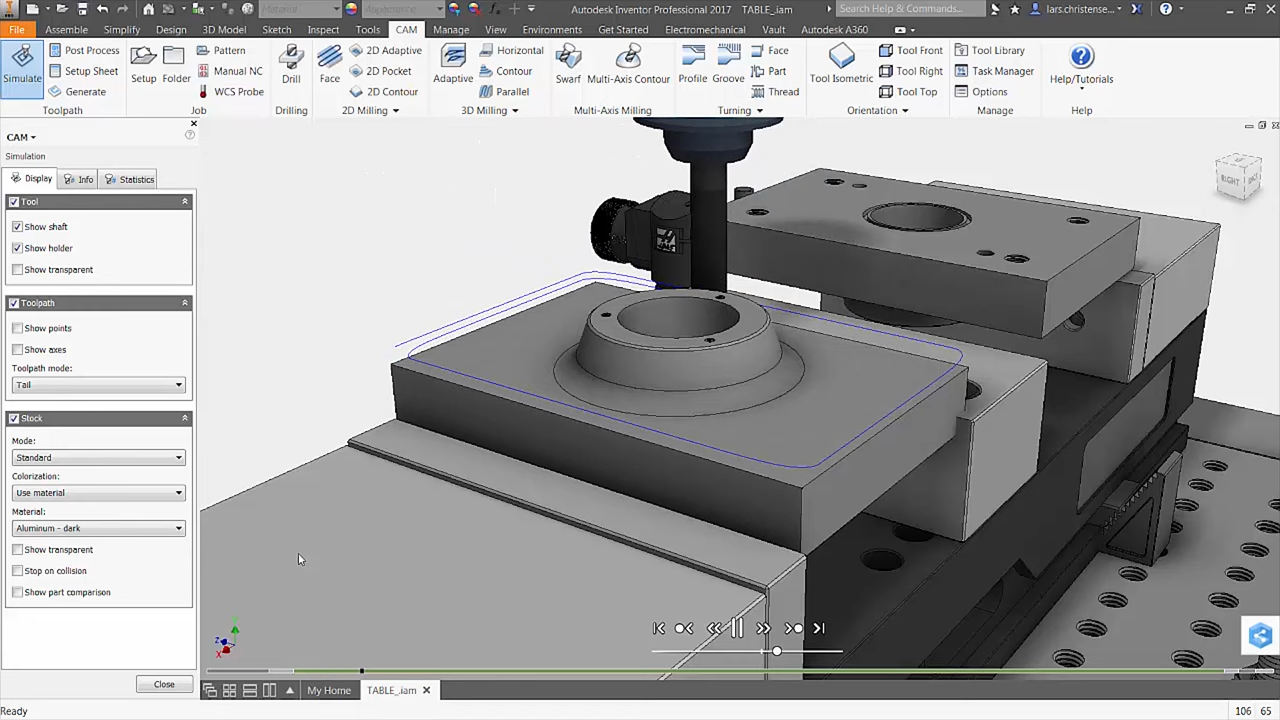 Material
Appearance
Autodesk Inventor Professional 2017
TABLE_.iam
Search Help & Commands...
lars.christense...
File
Assemble
Simplify
Design
3D Model
Sketch
Inspect
Tools
CAM
Manage
View
Environments
Get Started
Electromechanical
Vault
Autodesk A360
Simulate
Post Process
Setup Sheet
Generate
Toolpath
Setup
Folder
Pattern
Manual NC
WCS Probe
Job
Drill
Drilling
Face
2D Adaptive
2D Pocket
2D Contour
2D Milling
Adaptive
Horizontal
Contour
Parallel
3D Milling
Swarf
Multi-Axis Contour
Multi-Axis Milling
Profile
Groove
Face
Part
Thread
Turning
Tool Isometric
Tool Front
Tool Right
Tool Top
Orientation
Tool Library
Task Manager
Options
Manage
Help/Tutorials
Help
CAM
Simulation
Display
Info
Statistics
Tool
Show shaft
Show holder
Show transparent
Toolpath
Show points
Show axes
Toolpath mode:
Tail
Stock
Mode:
Standard
Colorization:
Use material
Material:
Aluminum - dark
Show transparent
Stop on collision
Show part comparison
Close
RIGHT
Z
Y
X
My Home
TABLE_.iam
Ready
106 65